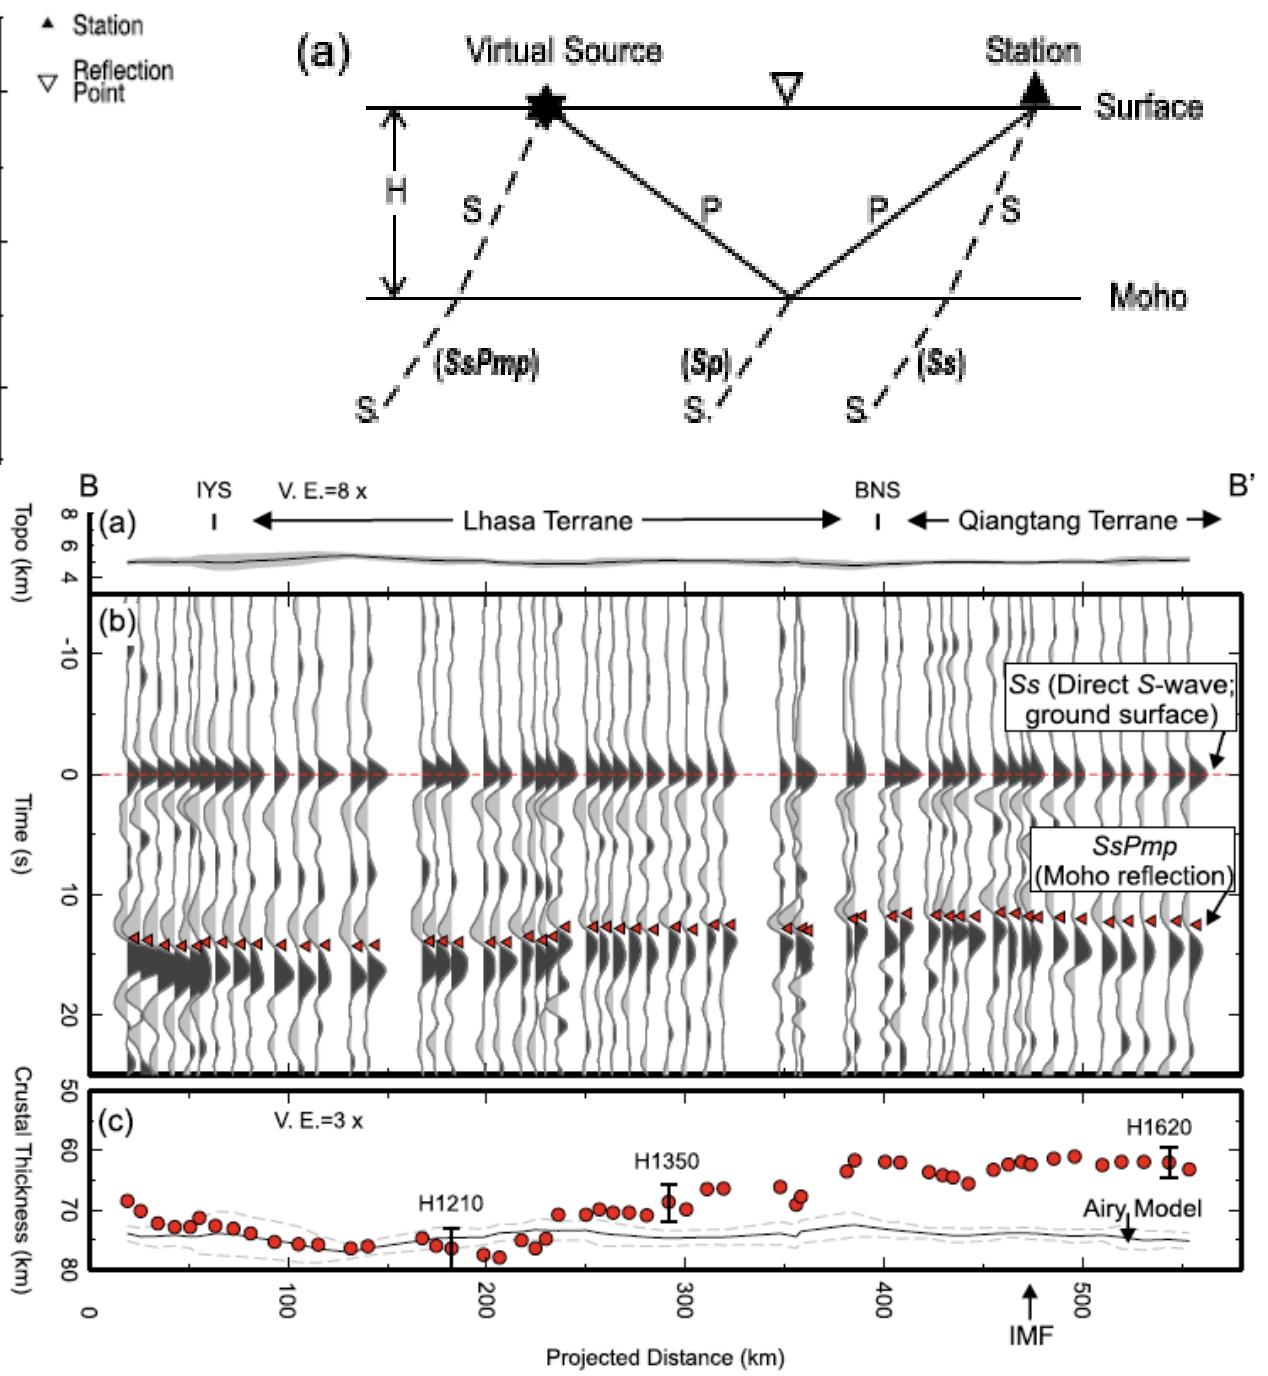 Station
Reflection
Point
(a)
Virtual Source
Station
Surface
H
S
P
P
S
Moho
(SsPmp)
(Sp)
(Ss)
S
S
S
B
IYS
V. E.=8 x
BNS
B'
Topo (km)
8
6
4
(a)
Lhasa Terrane
Qiangtang Terrane
(b)
-10
Ss (Direct S-wave;
ground surface)
0
Time (s)
SsPmp
(Moho reflection)
10
20
Crustal Thickness (km)
50
60
70
80
(c)
V. E.=3 x
H1210
H1350
H1620
Airy Model
0
100
200
300
400
500
IMF
Projected Distance (km)